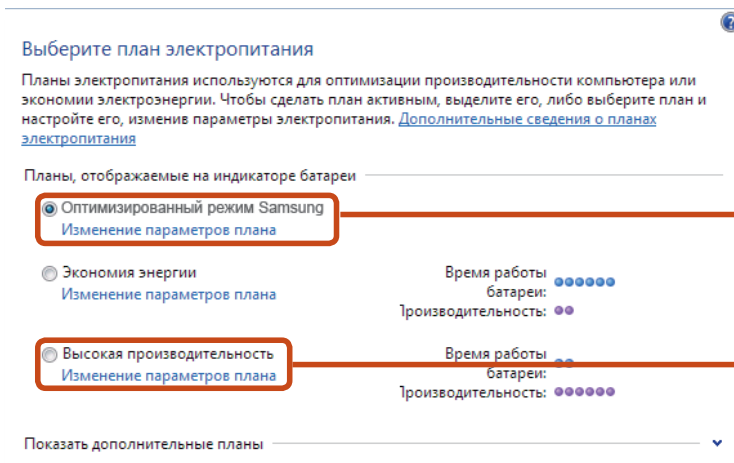 Выберите план электропитания
Планы электропитания используются для оптимизации производительности компьютера или
экономии электроэнергии. Чтобы сделать план активным, выделите его, либо выберите план и
настройте его, изменив параметры электропитания. Дополнительные сведения о планах
электропитания
Планы, отображаемые на индикаторе батареи
Оптимизированный режим Samsung
Изменение параметров плана
Экономия энергии
Изменение параметров плана
Время работы
батареи:
Производительность:
Высокая производительность
Изменение параметров плана
Время работы
батареи:
Производительность:
Показать дополнительные планы